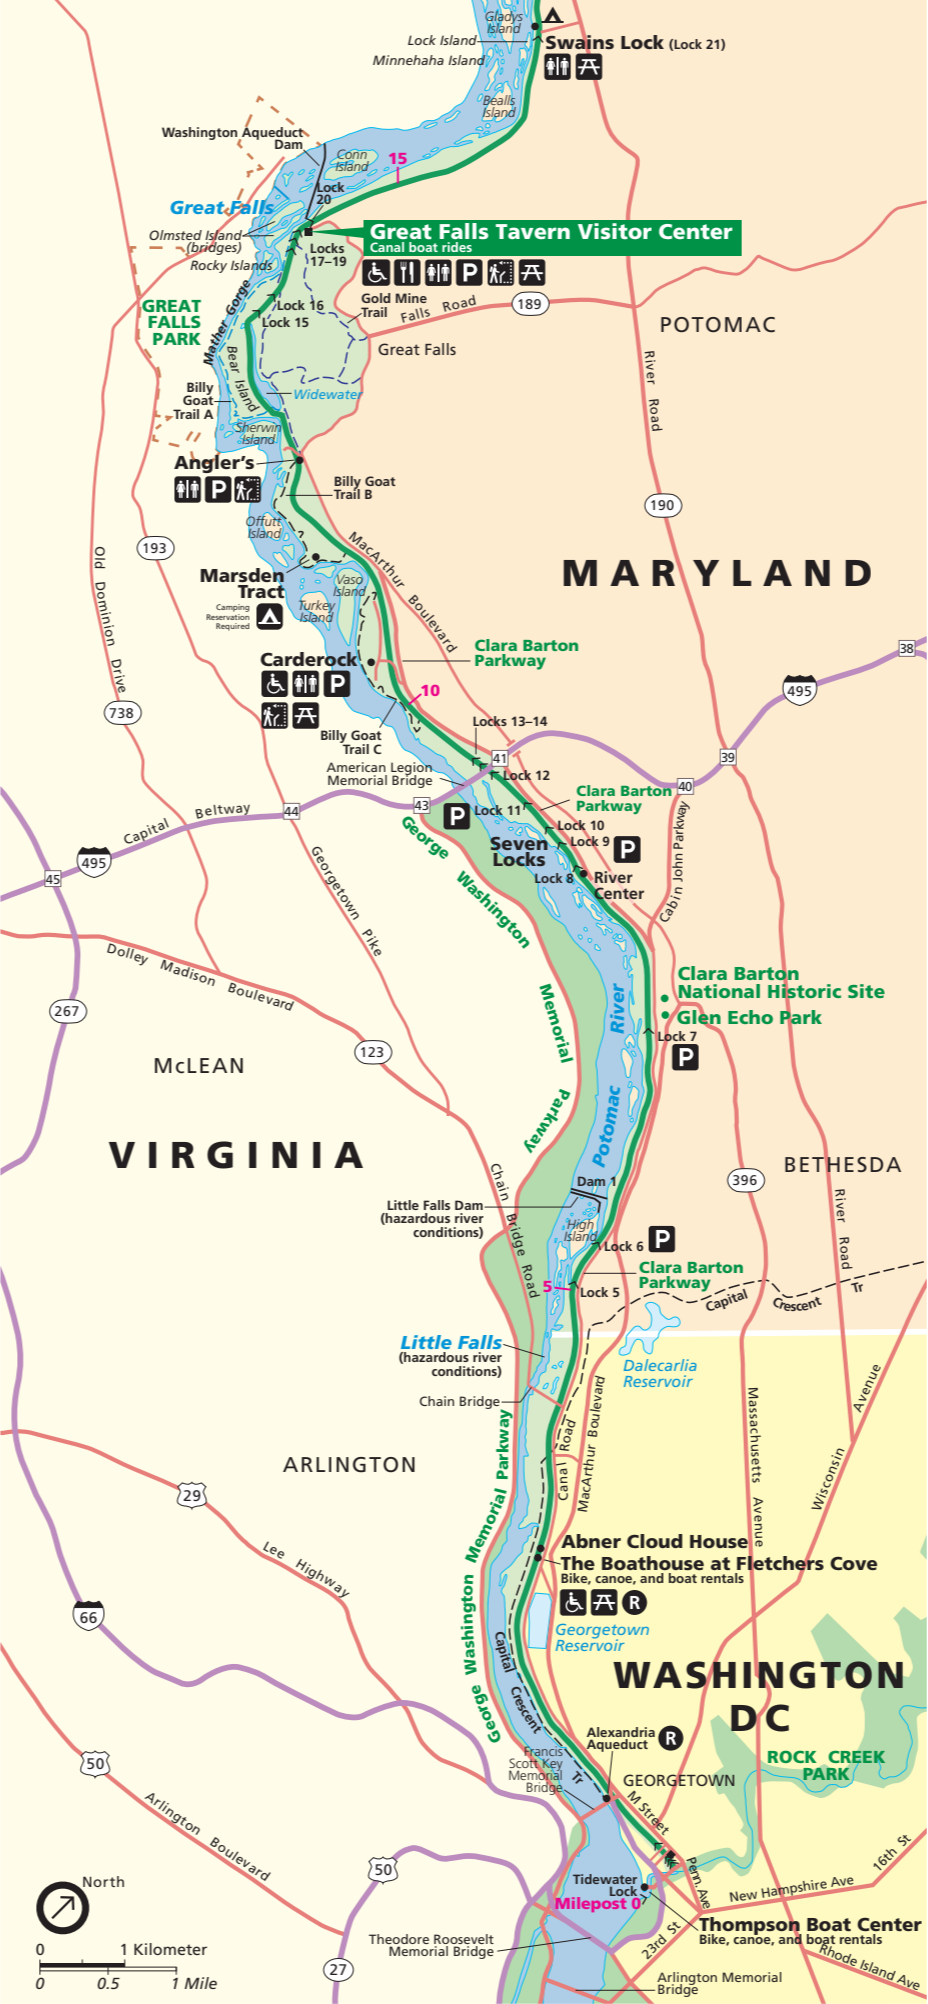 Gladys
Island
Lock Island
Minnehaha Island
Swains Lock (Lock 21)
Bealls
Island
Washington Aqueduct
Dam
Conn
Island
15
Lock
20
Great Falls
Olmsted Island
(bridges)
Rocky Islands
Great Falls Tavern Visitor Center
Canal boat rides
Locks
17–19
P
Lock 16
Lock 15
Gold Mine
Trail
Falls Road
189
POTOMAC
GREAT
FALLS
PARK
Mather Gorge
Bear Island
Great Falls
River Road
Billy
Goat
Trail A
Widewater
Sherwin
Island
Angler's
P
Billy Goat
Trail B
190
Offutt
Island
193
Old Dominion Drive
MacArthur Boulevard
MARYLAND
Marsden
Tract
Camping
Reservation
Required
Vaso
Island
Turkey
Island
Clara Barton
Parkway
38
495
Carderock
P
10
738
Billy Goat
Trail C
Locks 13–14
39
41
American Legion
Memorial Bridge
Lock 12
40
Clara Barton
Parkway
43
P
Lock 11
Lock 10
Lock 9
P
Seven
Locks
Lock 8
River
Center
Cabin John Parkway
Capital Beltway
44
495
45
George Washington Memorial Parkway
Georgetown Pike
Dolley Madison Boulevard
267
123
Clara Barton
National Historic Site
Glen Echo Park
Potomac River
Lock 7
P
McLEAN
VIRGINIA
BETHESDA
396
River Road
Dam 1
Little Falls Dam
(hazardous river
conditions)
Chain Bridge Road
High
Island
Lock 6
P
Clara Barton
Parkway
5
Lock 5
Capital Crescent Tr
Little Falls
(hazardous river
conditions)
Dalecarlia
Reservoir
Chain Bridge
Canal Road
MacArthur Boulevard
Massachusetts Avenue
Wisconsin Avenue
George Washington Memorial Parkway
ARLINGTON
29
Lee Highway
Abner Cloud House
The Boathouse at Fletchers Cove
Bike, canoe, and boat rentals
R
66
Georgetown
Reservoir
Capital Crescent Tr
WASHINGTON
DC
Alexandria
Aqueduct
R
Francis
Scott Key
Memorial
Bridge
ROCK CREEK
PARK
GEORGETOWN
M Street
50
Arlington Boulevard
50
Penn. Ave
16th St
New Hampshire Ave
Tidewater
Lock
Milepost 0
North
Thompson Boat Center
Bike, canoe, and boat rentals
23rd St
Theodore Roosevelt
Memorial Bridge
Rhode Island Ave
27
Arlington Memorial
Bridge
0 1 Kilometer
0 0.5 1 Mile